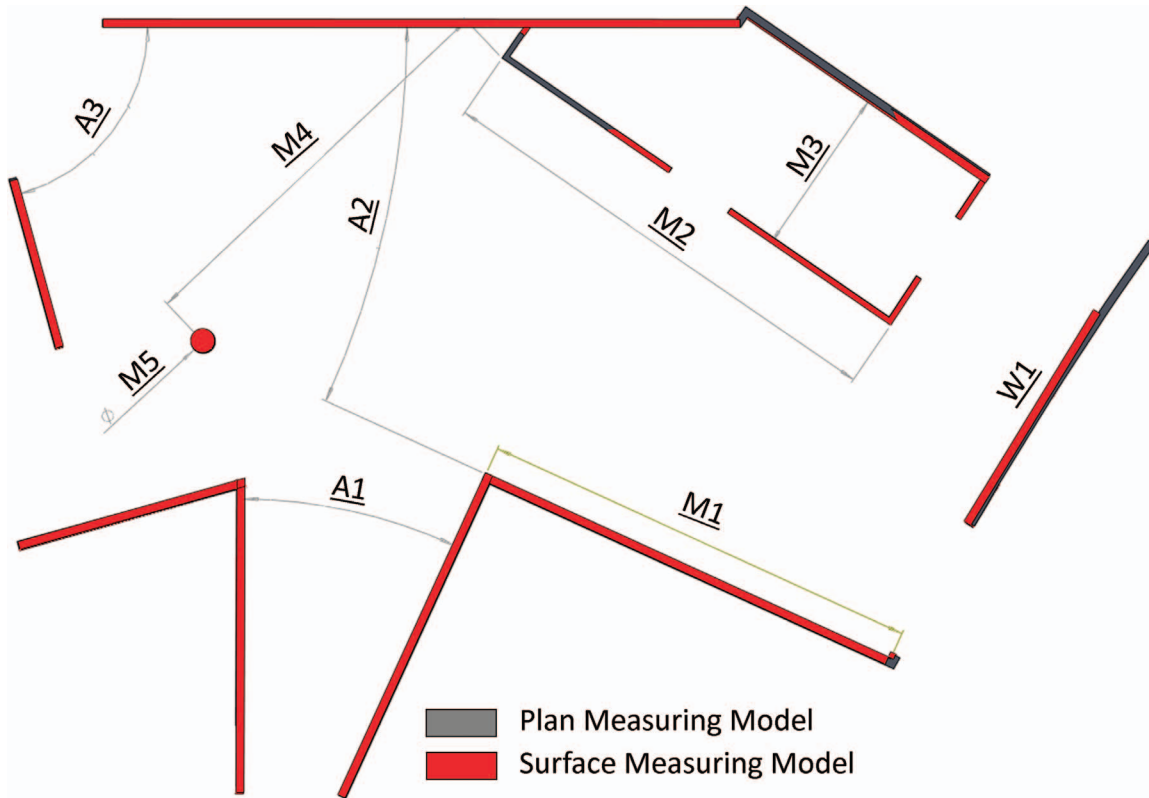 A3
M4
A2
M3
M2
M5
W1
Ø
A1
M1
Plan Measuring Model
Surface Measuring Model